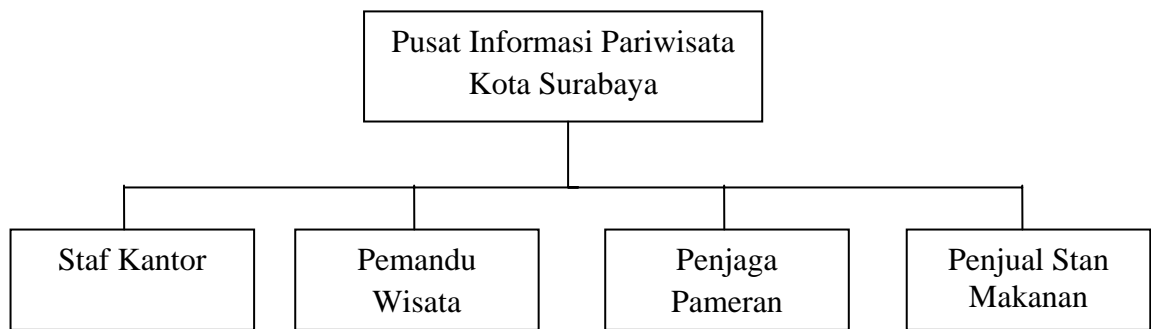 Pusat Informasi Pariwisata
Kota Surabaya
Staf Kantor
Pemandu
Wisata
Penjaga
Pameran
Penjual Stan
Makanan